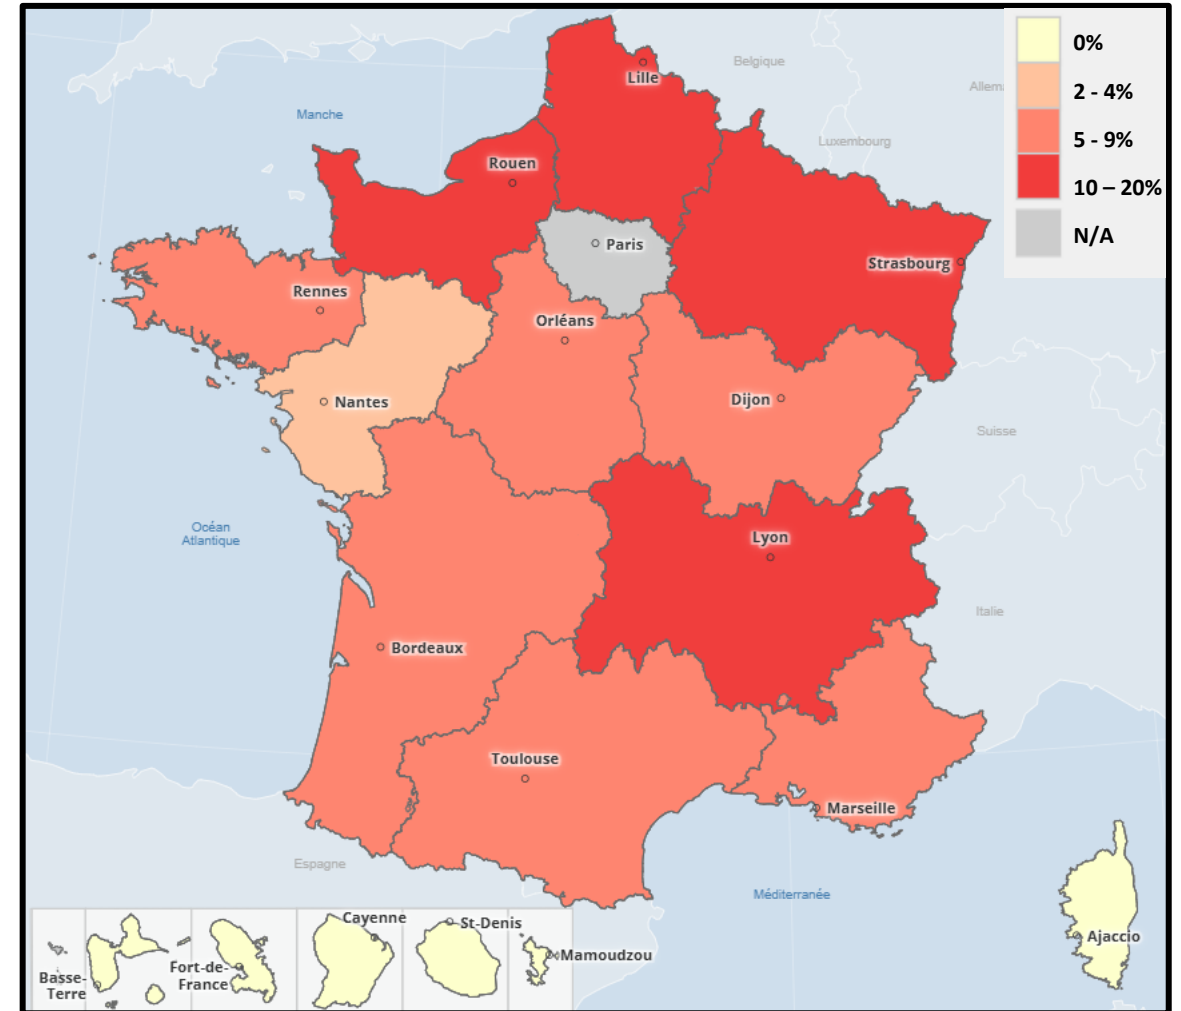 0%
2 - 4%
5 - 9%
10 – 20%
N/A
Belgique
Allem
Luxembourg
Manche
Lille
Rouen
Paris
Strasbourg
Rennes
Orléans
Nantes
Dijon
Suisse
Océan
Atlantique
Lyon
Italie
Bordeaux
Toulouse
Marseille
Espagne
Méditerranée
Ajaccio
Cayenne
St-Denis
Mamoudzou
Fort-de-
France
Basse-
Terre